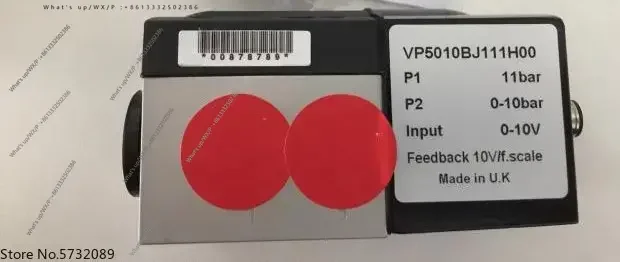 What's up/WX/P :+8613332502386
*00878789*
VP5010BJ111H00
P1 11bar
P2 0-10bar
Input 0-10V
Feedback 10V/f.scale
Made in U.K
Store No.5732089